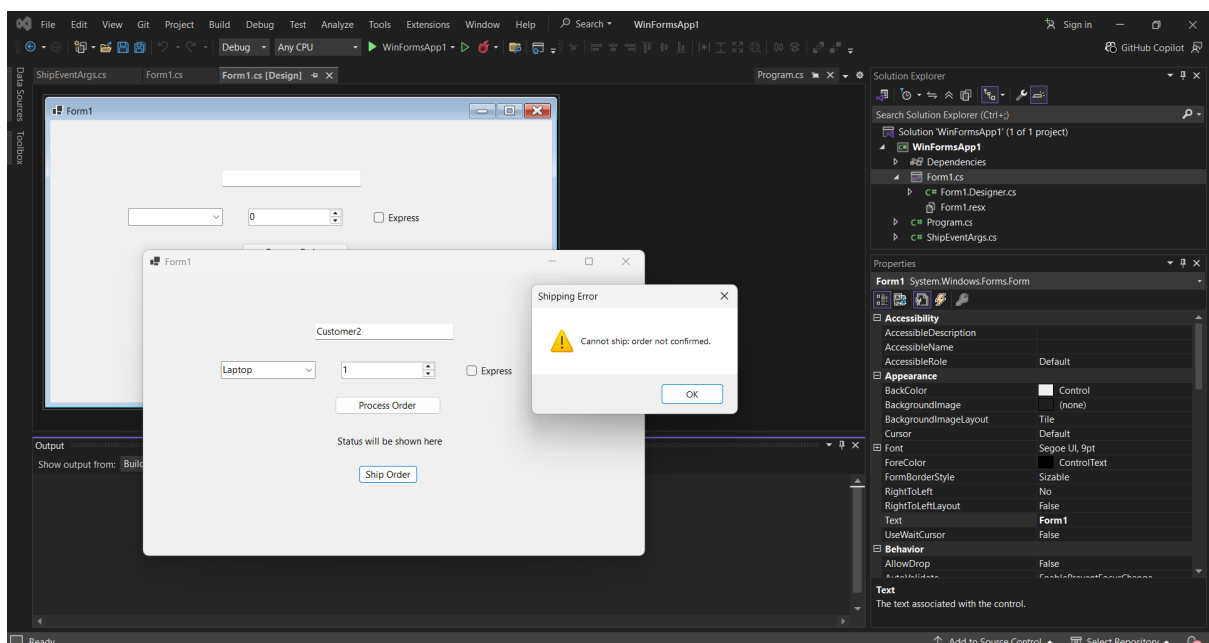 File Edit View Git Project Build Debug Test Analyze Tools Extensions Window Help Search WinFormsApp1 Sign in
Debug Any CPU WinFormsApp1 GitHub Copilot
Data Sources
Toolbox
ShipEventArgs.cs Form1.cs Form1.cs [Design] Program.cs
Form1
0 Express
Form1
Customer2
Laptop 1 Express
Process Order
Status will be shown here
Ship Order
Shipping Error
Cannot ship: order not confirmed.
OK
Output
Show output from:
Solution Explorer
Search Solution Explorer (Ctrl+;)
Solution 'WinFormsApp1' (1 of 1 project)
WinFormsApp1
Dependencies
Form1.cs
C# Form1.Designer.cs
Form1.resx
C# Program.cs
C# ShipEventArgs.cs
Properties
Form1 System.Windows.Forms.Form
Accessibility
AccessibleDescription
AccessibleName
AccessibleRole Default
Appearance
BackColor Control
BackgroundImage (none)
BackgroundImageLayout Tile
Cursor Default
Font Segoe UI, 9pt
ForeColor ControlText
FormBorderStyle Sizable
RightToLeft No
RightToLeftLayout False
Text Form1
UseWaitCursor False
Behavior
AllowDrop False
Text
The text associated with the control.
Ready Add to Source Control Select Repository